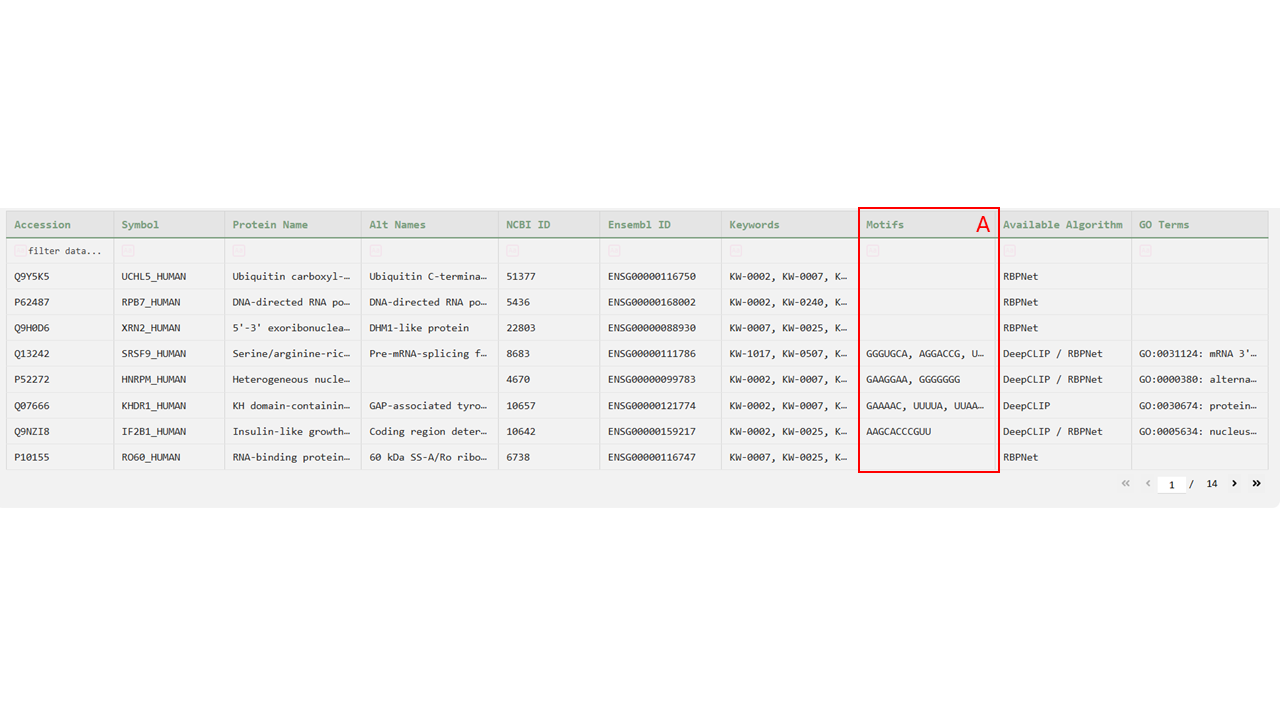 Accession Symbol Protein Name Alt Names NCBI ID Ensembl ID Keywords Motifs A Available Algorithm GO Terms
filter data...
Q9Y5K5 UCHL5_HUMAN Ubiquitin carboxyl-… Ubiquitin C-termina… 51377 ENSG00000116750 KW-0002, KW-0007, K… RBPNet
P62487 RPB7_HUMAN DNA-directed RNA po… DNA-directed RNA po… 5436 ENSG00000168002 KW-0002, KW-0240, K… RBPNet
Q9H0D6 XRN2_HUMAN 5'-3' exoribonuclea… DHM1-like protein 22803 ENSG00000088930 KW-0007, KW-0025, K… RBPNet
Q13242 SRSF9_HUMAN Serine/arginine-ric… Pre-mRNA-splicing f… 8683 ENSG00000111786 KW-1017, KW-0507, K… GGGUGCA, AGGACCG, U… DeepCLIP / RBPNet GO:0031124: mRNA 3'…
P52272 HNRPM_HUMAN Heterogeneous nucle… 4670 ENSG00000099783 KW-0002, KW-0007, K… GAAGGAA, GGGGGGG DeepCLIP / RBPNet GO:0000380: alterna…
Q07666 KHDR1_HUMAN KH domain-containin… GAP-associated tyro… 10657 ENSG00000121774 KW-0002, KW-0007, K… GAAAAC, UUUUA, UUAA… DeepCLIP GO:0030674: protein…
Q9NZI8 IF2B1_HUMAN Insulin-like growth… Coding region deter… 10642 ENSG00000159217 KW-0002, KW-0025, K… AAGCACCCGUU DeepCLIP / RBPNet GO:0005634: nucleus…
P10155 RO60_HUMAN RNA-binding protein… 60 kDa SS-A/Ro ribo… 6738 ENSG00000116747 KW-0007, KW-0025, K… RBPNet
« ‹ 1 / 14 › »